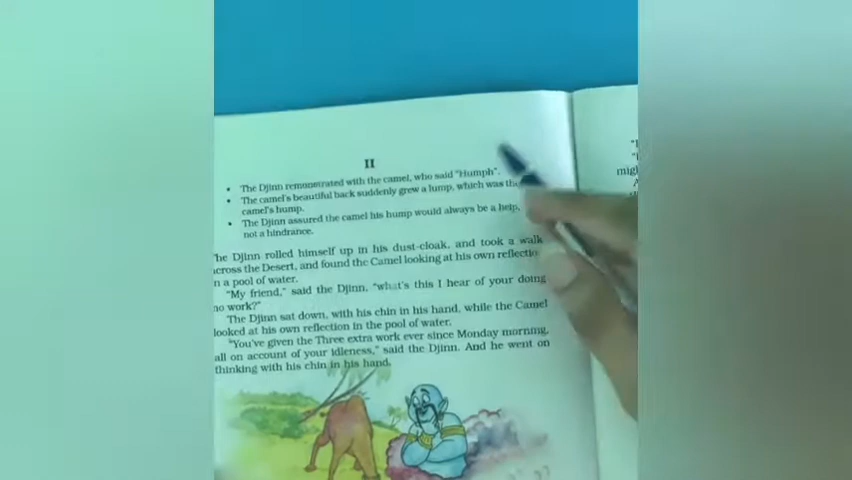 II
• The Djinn remonstrated with the camel, who said "Humph".
• The camel's beautiful back suddenly grew a lump, which was the
camel's hump.
• The Djinn assured the camel his hump would always be a help,
not a hindrance.
he Djinn rolled himself up in his dust-cloak, and took a walk
across the Desert, and found the Camel looking at his own reflectio
n a pool of water.
"My friend," said the Djinn, "what's this I hear of your doing
no work?"
The Djinn sat down, with his chin in his hand, while the Camel
looked at his own reflection in the pool of water.
"You've given the Three extra work ever since Monday morning,
all on account of your idleness," said the Djinn. And he went on
thinking with his chin in his hand.
migh